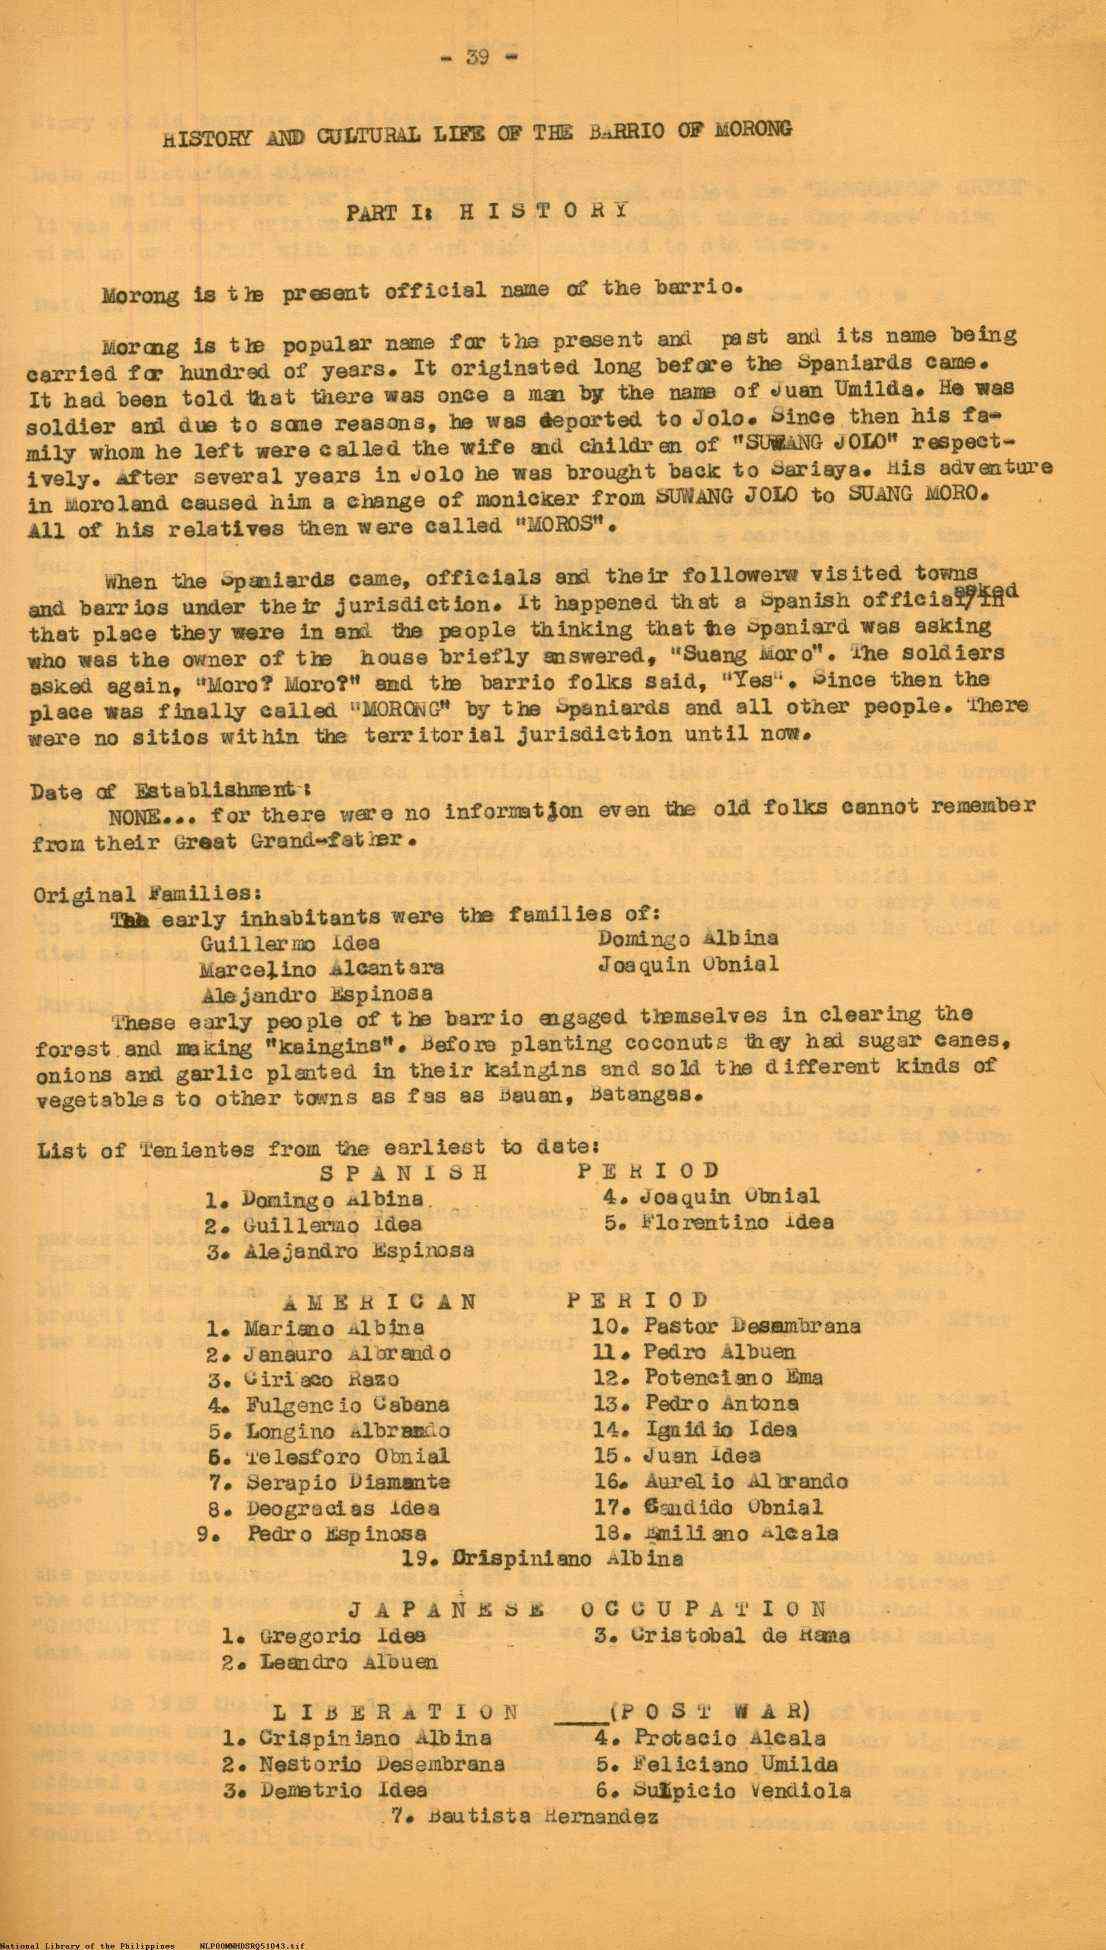 - 39 -
HISTORY AND CULTURAL LIFE OF THE BARRIO OF MORONG
PART I: H I S T O R Y
Morong is the present official name of the barrio.
Morong is the popular name for the present and past and its name being
carried for hundred of years. It originated long before the Spaniards came.
It had been told that there was once a man by the name of Juan Umilda. He was
soldier and due to some reasons, he was deported to Jolo. Since then his fa-
mily whom he left were called the wife and children of "SUWANG JOLO" respect-
ively. After several years in Jolo he was brought back to Sariaya. His adventure
in Moroland caused him a change of monicker from SUWANG JOLO to SUANG MORO.
All of his relatives then were called "MOROS".
When the Spaniards came, officials and their followerw visited towns
and barrios under their jurisdiction. It happened that a Spanish official/asked in
that place they were in and the people thinking that the Spaniard was asking
who was the owner of the house briefly answered, "Suang Moro". The soldiers
asked again, "Moro? Moro?" and the barrio folks said, "Yes". Since then the
place was finally called "MORONG" by the Spaniards and all other people. There
were no sitios within the territorial jurisdiction until now.
Date of Establishment:
NONE... for there were no information even the old folks cannot remember
from their Great Grand-father.
Original Families:
The early inhabitants were the families of:
Guillermo Idea Domingo Albina
Marcelino Alcantara Joaquin Obnial
Alejandro Espinosa
These early people of the barrio engaged themselves in clearing the
forest and making "kaingins". Before planting coconuts they had sugar canes,
onions and garlic planted in their kaingins and sold the different kinds of
vegetables to other towns as fas as Bauan, Batangas.
List of Tenientes from the earliest to date:
S P A N I S H P E R I O D
1. Domingo Albina 4. Joaquin Obnial
2. Guillermo Idea 5. Florentino Idea
3. Alejandro Espinosa
A M E R I C A N P E R I O D
1. Mariano Albina 10. Pastor Desembrana
2. Janauro Albrando 11. Pedro Albuen
3. Ciriaco Razo 12. Potenciano Ema
4. Fulgencio Cabana 13. Pedro Antona
5. Longino Albrando 14. Ignidio Idea
6. Telesforo Obnial 15. Juan Idea
7. Serapio Diamante 16. Aurelio Albrando
8. Deogracias Idea 17. Candido Obnial
9. Pedro Espinosa 18. Emiliano Alcala
19. Crispiniano Albina
J A P A N E S E O C C U P A T I O N
1. Gregorio Idea 3. Cristobal de Rama
2. Leandro Albuen
L I B E R A T I O N ____(P O S T W A R)
1. Crispiniano Albina 4. Protacio Alcala
2. Nestorio Desembrana 5. Feliciano Umilda
3. Demetrio Idea 6. Sulpicio Vendiola
7. Bautista Hernandez
National Library of the Philippines NLP00MNHDSRQ51043.tif